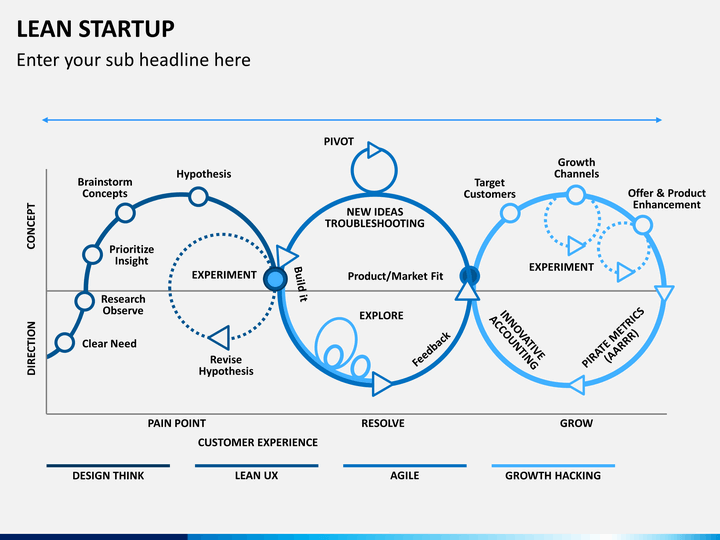 LEAN STARTUP
Enter your sub headline here
PIVOT
Hypothesis
Brainstorm
Concepts
Growth
Channels
Target
Customers
Offer & Product
Enhancement
NEW IDEAS
TROUBLESHOOTING
CONCEPT
Prioritize
Insight
EXPERIMENT
Build it
Product/Market Fit
EXPERIMENT
Research
Observe
EXPLORE
Clear Need
DIRECTION
Revise
Hypothesis
Feedback
INNOVATIVE
ACCOUNTING
PIRATE METRICS
(AARRR)
PAIN POINT
RESOLVE
GROW
CUSTOMER EXPERIENCE
DESIGN THINK
LEAN UX
AGILE
GROWTH HACKING